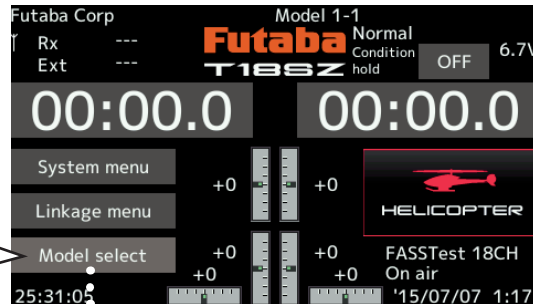 Futaba Corp Model 1-1
Rx ---
Ext ---
Futaba
T18SZ
Normal
Condition
hold
OFF
6.7V
00:00.0 00:00.0
System menu
Linkage menu
Model select
+0 +0
+0 +0
+0 +0
HELICOPTER
FASSTest 18CH
On air
25:31:05 '15/07/07 1:17